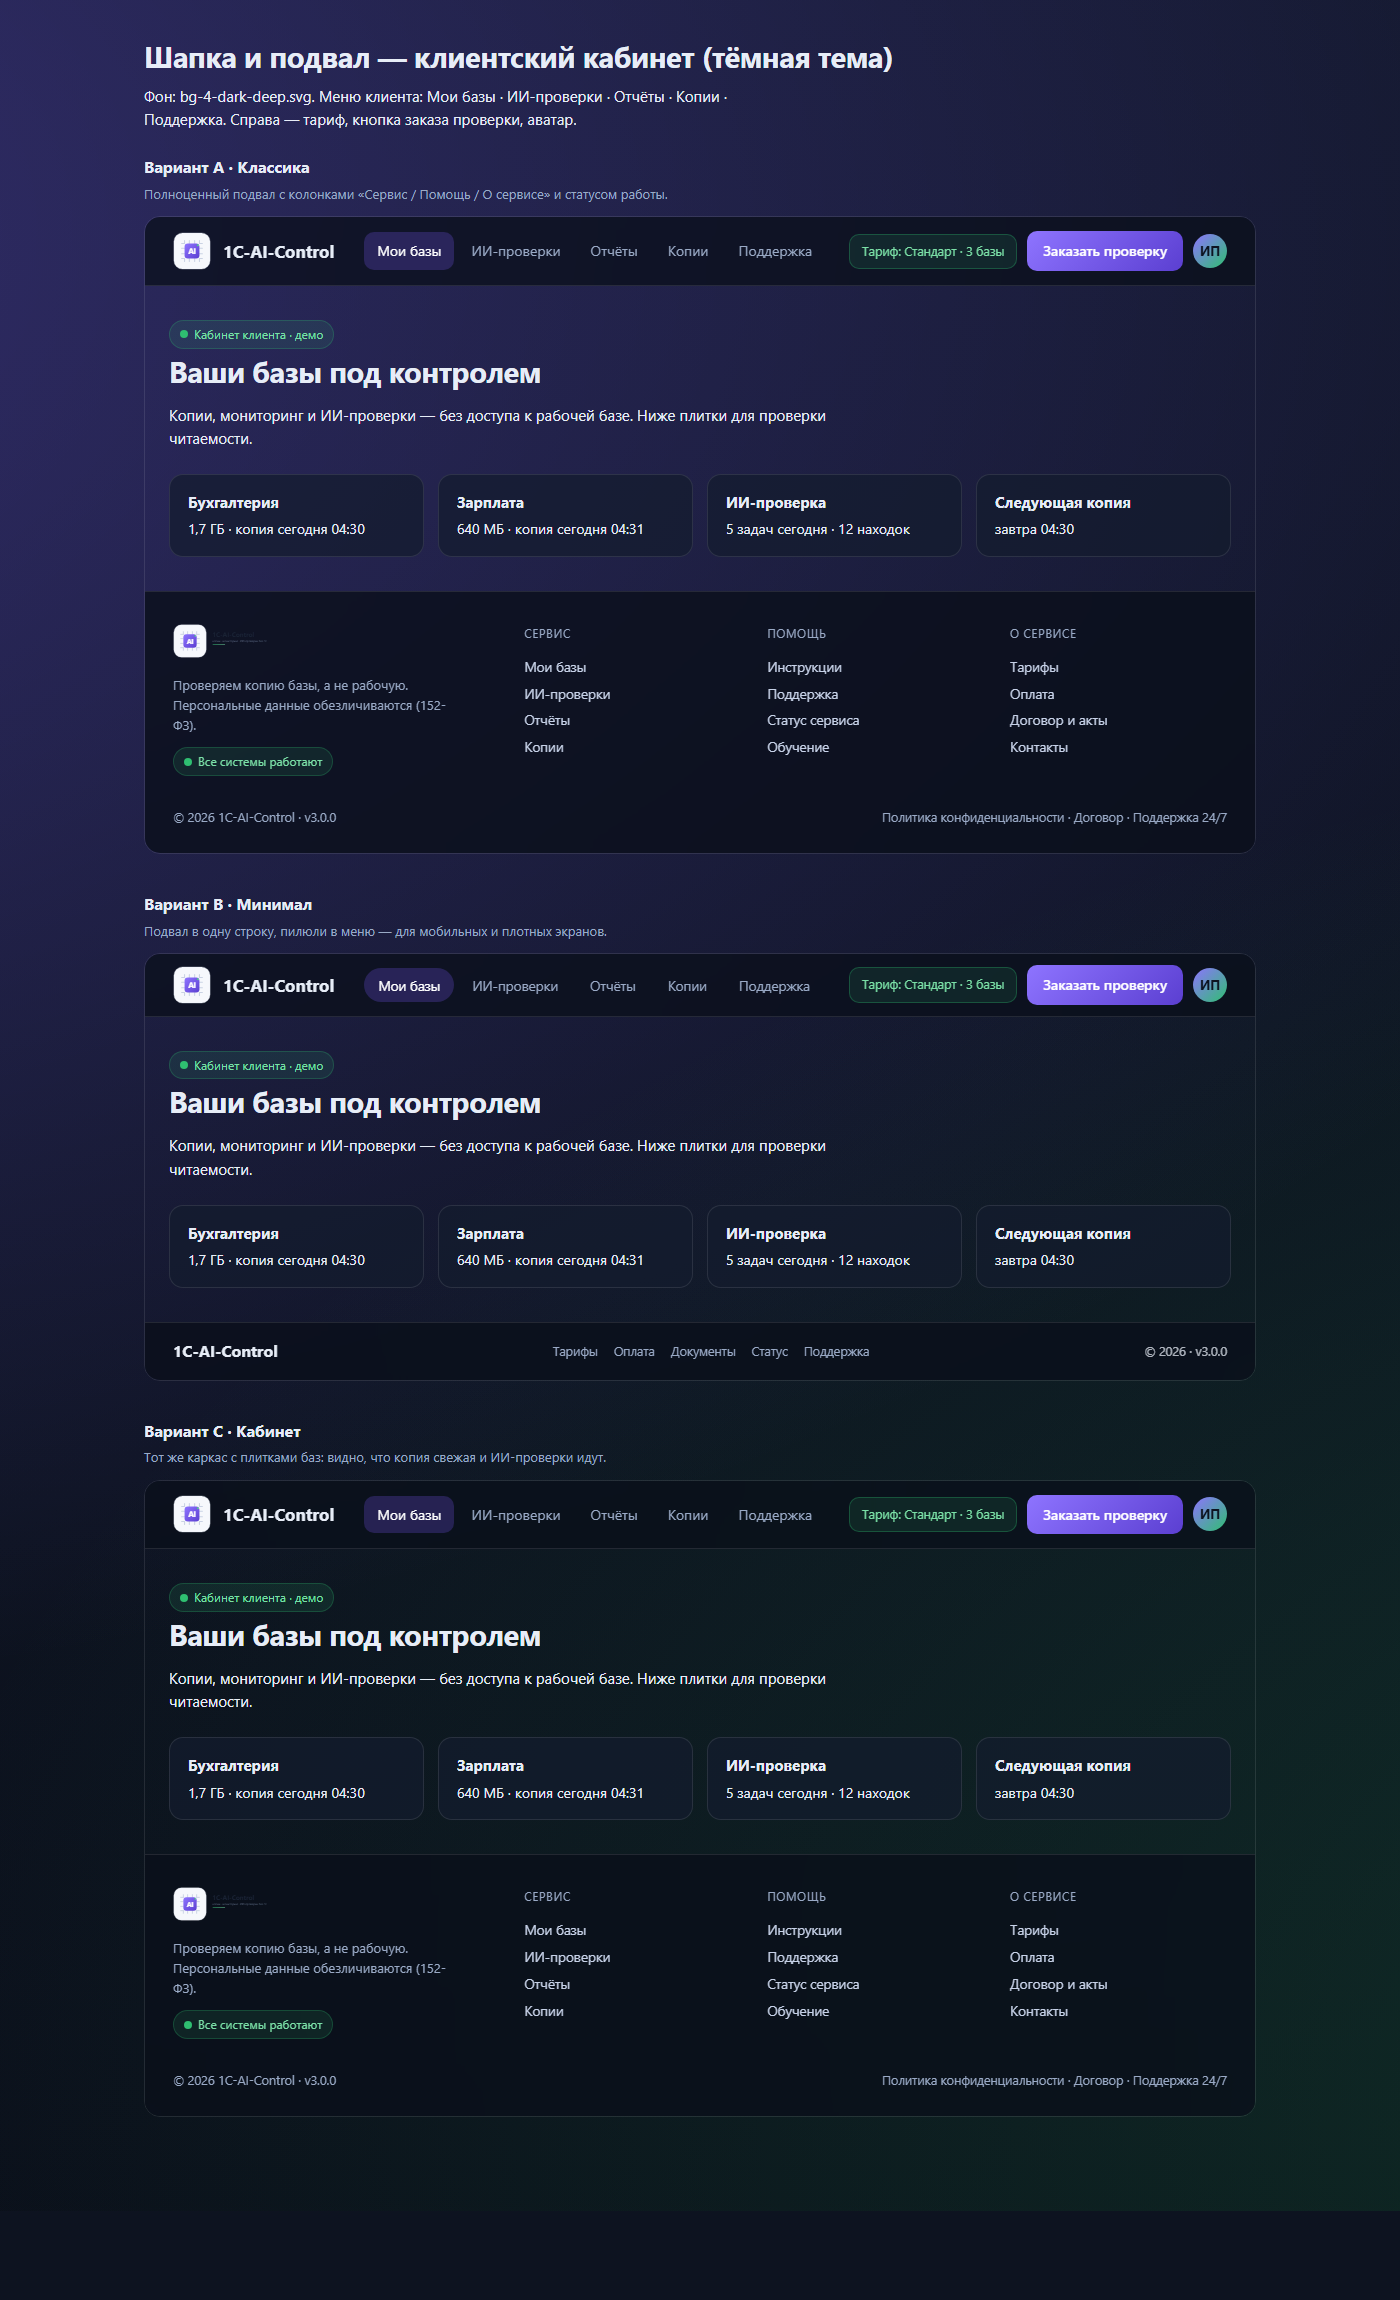 Шапка и подвал — клиентский кабинет (тёмная тема)
Фон: bg-4-dark-deep.svg. Меню клиента: Мои базы · ИИ-проверки · Отчёты · Копии ·
Поддержка. Справа — тариф, кнопка заказа проверки, аватар.
Вариант A · Классика
Полноценный подвал с колонками «Сервис / Помощь / О сервисе» и статусом работы.
AI 1C-AI-Control Мои базы ИИ-проверки Отчёты Копии Поддержка Тариф: Стандарт · 3 базы Заказать проверку ИП
Кабинет клиента · демо
Ваши базы под контролем
Копии, мониторинг и ИИ-проверки — без доступа к рабочей базе. Ниже плитки для проверки
читаемости.
Бухгалтерия Зарплата ИИ-проверка Следующая копия
1,7 ГБ · копия сегодня 04:30 640 МБ · копия сегодня 04:31 5 задач сегодня · 12 находок завтра 04:30
AI СЕРВИС ПОМОЩЬ О СЕРВИСЕ
Мои базы Инструкции Тарифы
Проверяем копию базы, а не рабочую. ИИ-проверки Поддержка Оплата
Персональные данные обезличиваются (152-
ФЗ). Отчёты Статус сервиса Договор и акты
Копии Обучение Контакты
Все системы работают
© 2026 1C-AI-Control · v3.0.0 Политика конфиденциальности · Договор · Поддержка 24/7
Вариант B · Минимал
Подвал в одну строку, пилюли в меню — для мобильных и плотных экранов.
AI 1C-AI-Control Мои базы ИИ-проверки Отчёты Копии Поддержка Тариф: Стандарт · 3 базы Заказать проверку ИП
Кабинет клиента · демо
Ваши базы под контролем
Копии, мониторинг и ИИ-проверки — без доступа к рабочей базе. Ниже плитки для проверки
читаемости.
Бухгалтерия Зарплата ИИ-проверка Следующая копия
1,7 ГБ · копия сегодня 04:30 640 МБ · копия сегодня 04:31 5 задач сегодня · 12 находок завтра 04:30
1C-AI-Control Тарифы Оплата Документы Статус Поддержка © 2026 · v3.0.0
Вариант C · Кабинет
Тот же каркас с плитками баз: видно, что копия свежая и ИИ-проверки идут.
AI 1C-AI-Control Мои базы ИИ-проверки Отчёты Копии Поддержка Тариф: Стандарт · 3 базы Заказать проверку ИП
Кабинет клиента · демо
Ваши базы под контролем
Копии, мониторинг и ИИ-проверки — без доступа к рабочей базе. Ниже плитки для проверки
читаемости.
Бухгалтерия Зарплата ИИ-проверка Следующая копия
1,7 ГБ · копия сегодня 04:30 640 МБ · копия сегодня 04:31 5 задач сегодня · 12 находок завтра 04:30
AI СЕРВИС ПОМОЩЬ О СЕРВИСЕ
Мои базы Инструкции Тарифы
Проверяем копию базы, а не рабочую. ИИ-проверки Поддержка Оплата
Персональные данные обезличиваются (152-
ФЗ). Отчёты Статус сервиса Договор и акты
Копии Обучение Контакты
Все системы работают
© 2026 1C-AI-Control · v3.0.0 Политика конфиденциальности · Договор · Поддержка 24/7